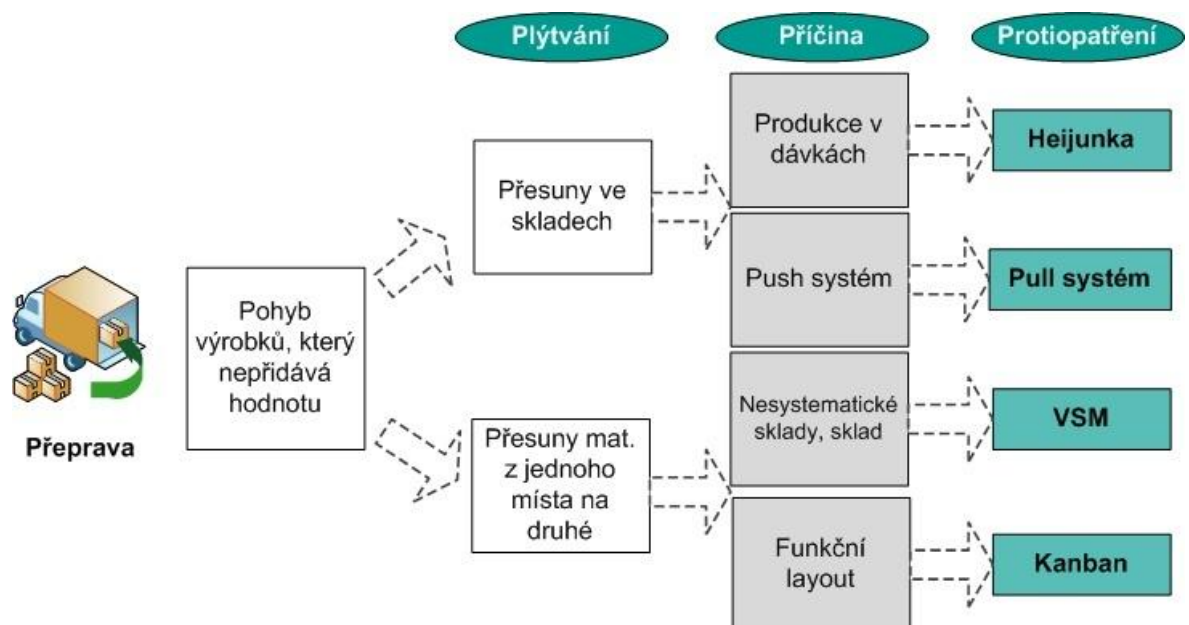 Plýtvání
Příčina
Protiopatření
Přeprava
Pohyb
výrobků, který
nepřidává
hodnotu
Přesuny ve
skladech
Přesuny mat.
z jednoho
místa na
druhé
Produkce v
dávkách
Push systém
Nesystematické
sklady, sklad
Funkční
layout
Heijunka
Pull systém
VSM
Kanban